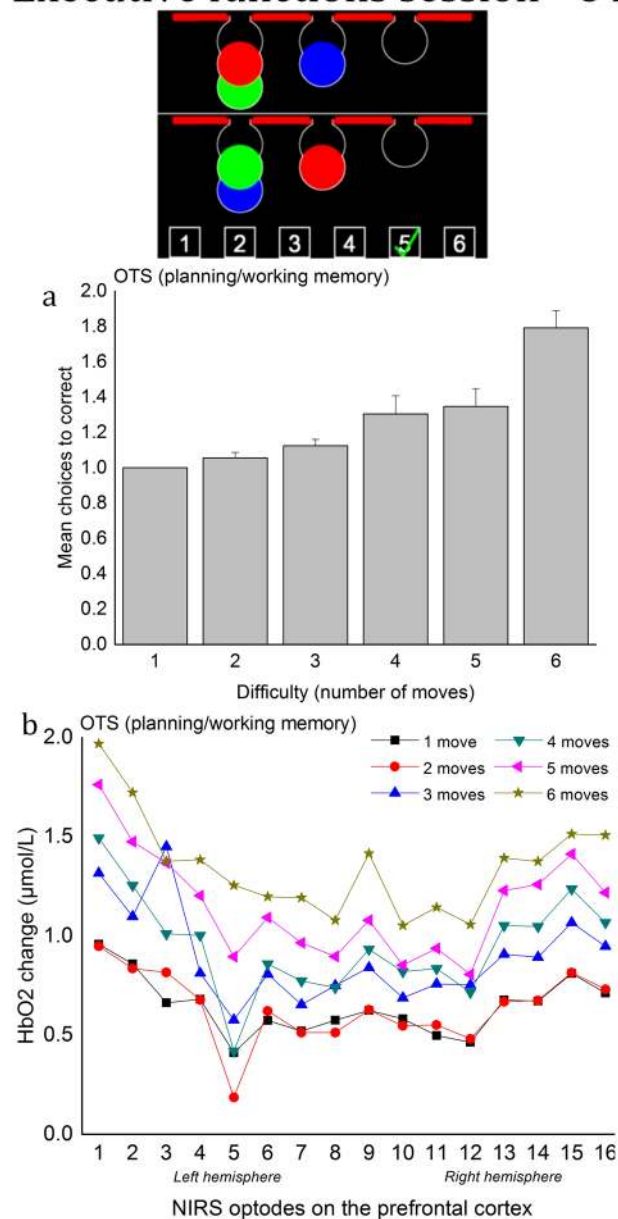 1 2 3 4 5 6
a
OTS (planning/working memory)
2.0
1.8
1.6
1.4
1.2
1.0
0.8
0.6
0.4
0.2
0.0
Mean choices to correct
1 2 3 4 5 6
Difficulty (number of moves)
b
OTS (planning/working memory)
1 move
2 moves
3 moves
4 moves
5 moves
6 moves
2.0
1.5
1.0
0.5
0.0
HbO2 change (μmol/L)
1 2 3 4 5 6 7 8 9 10 11 12 13 14 15 16
Left hemisphere Right hemisphere
NIRS optodes on the prefrontal cortex